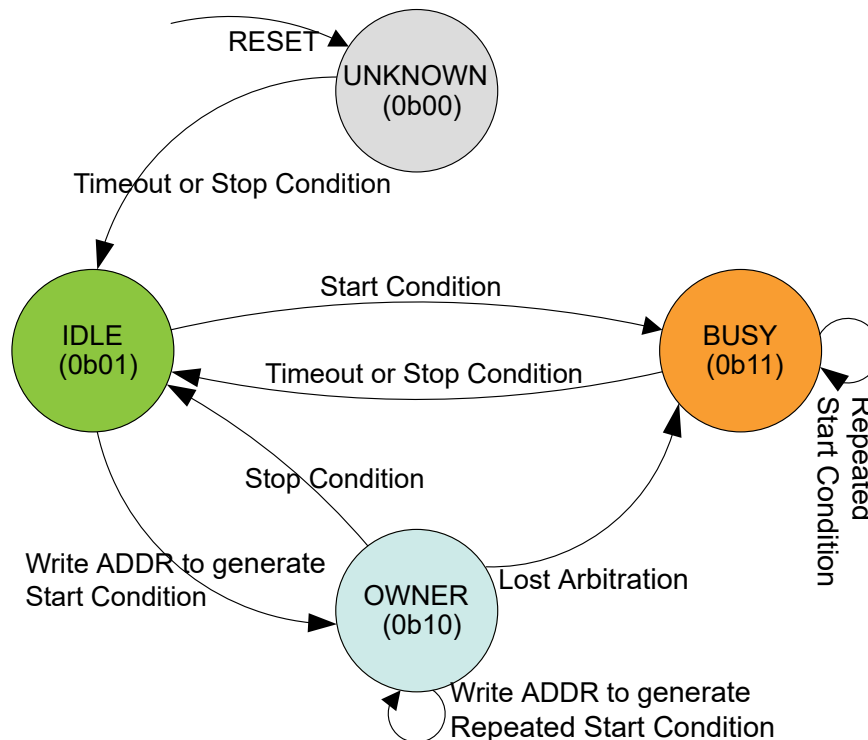 RESET
UNKNOWN
(0b00)
Timeout or Stop Condition
Start Condition
IDLE
(0b01)
BUSY
(0b11)
Timeout or Stop Condition
Repeated
Start Condition
Stop Condition
Write ADDR to generate
Start Condition
Lost Arbitration
OWNER
(0b10)
Write ADDR to generate
Repeated Start Condition